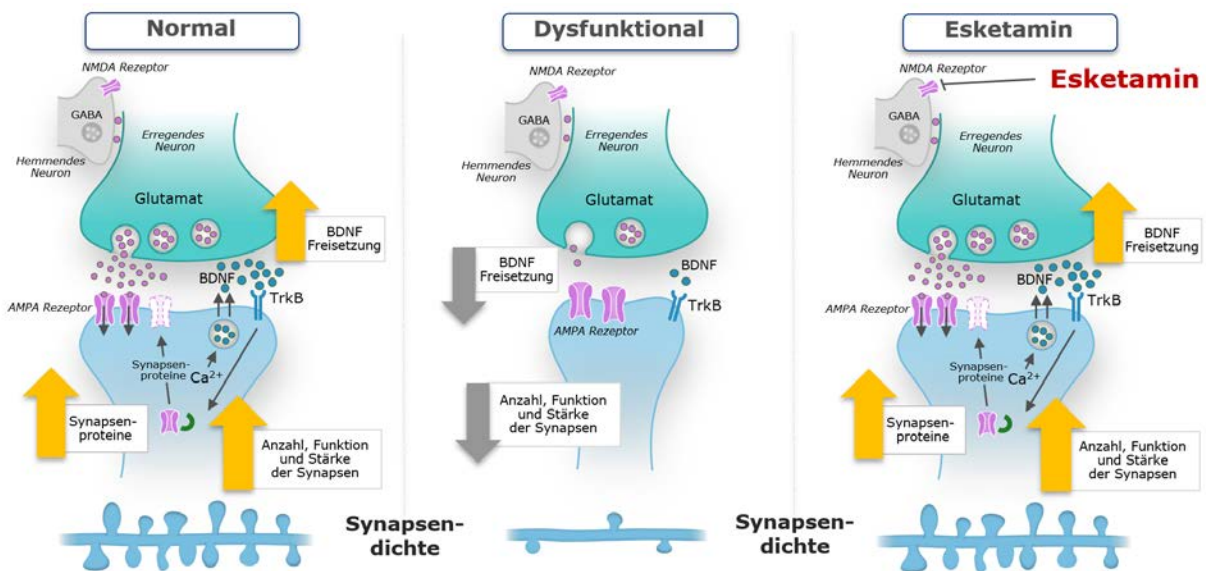 Normal
NMDA Rezeptor
GABA
Hemmendes
Neuron
Erregendes
Neuron
Glutamat
BDNF
Freisetzung
BDNF
TrkB
AMPA Rezeptor
Synapsen-
proteine
Ca2+
Synapsen-
proteine
Anzahl, Funktion
und Stärke
der Synapsen
Synapsen-
dichte
Dysfunktional
NMDA Rezeptor
GABA
Hemmendes
Neuron
Erregendes
Neuron
Glutamat
BDNF
Freisetzung
BDNF
TrkB
AMPA Rezeptor
Anzahl, Funktion
und Stärke
der Synapsen
Synapsen-
dichte
Esketamin
NMDA Rezeptor
Esketamin
GABA
Hemmendes
Neuron
Erregendes
Neuron
Glutamat
BDNF
Freisetzung
BDNF
TrkB
AMPA Rezeptor
Synapsen-
proteine
Ca2+
Synapsen-
proteine
Anzahl, Funktion
und Stärke
der Synapsen